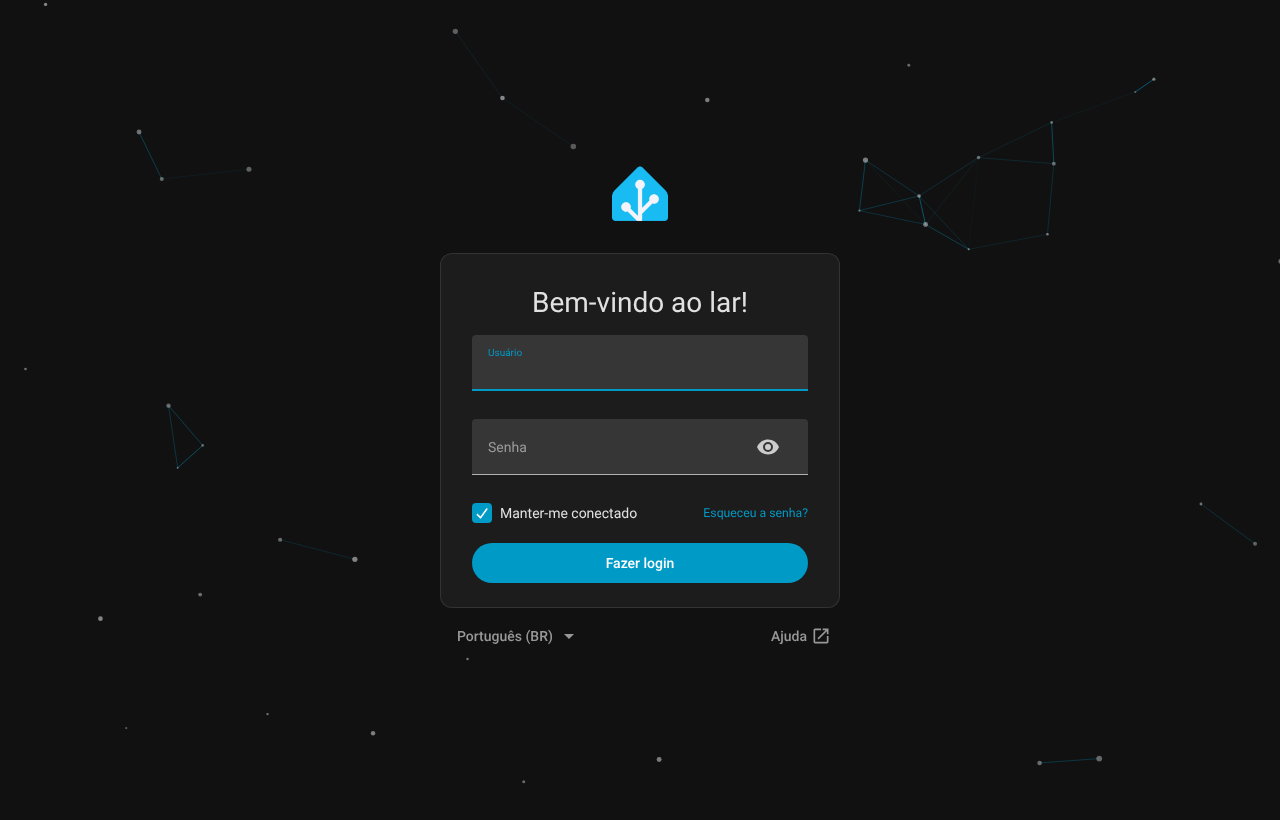 Bem-vindo ao lar!
Usuário
Senha
Manter-me conectado
Esqueceu a senha?
Fazer login
Português (BR)
Ajuda